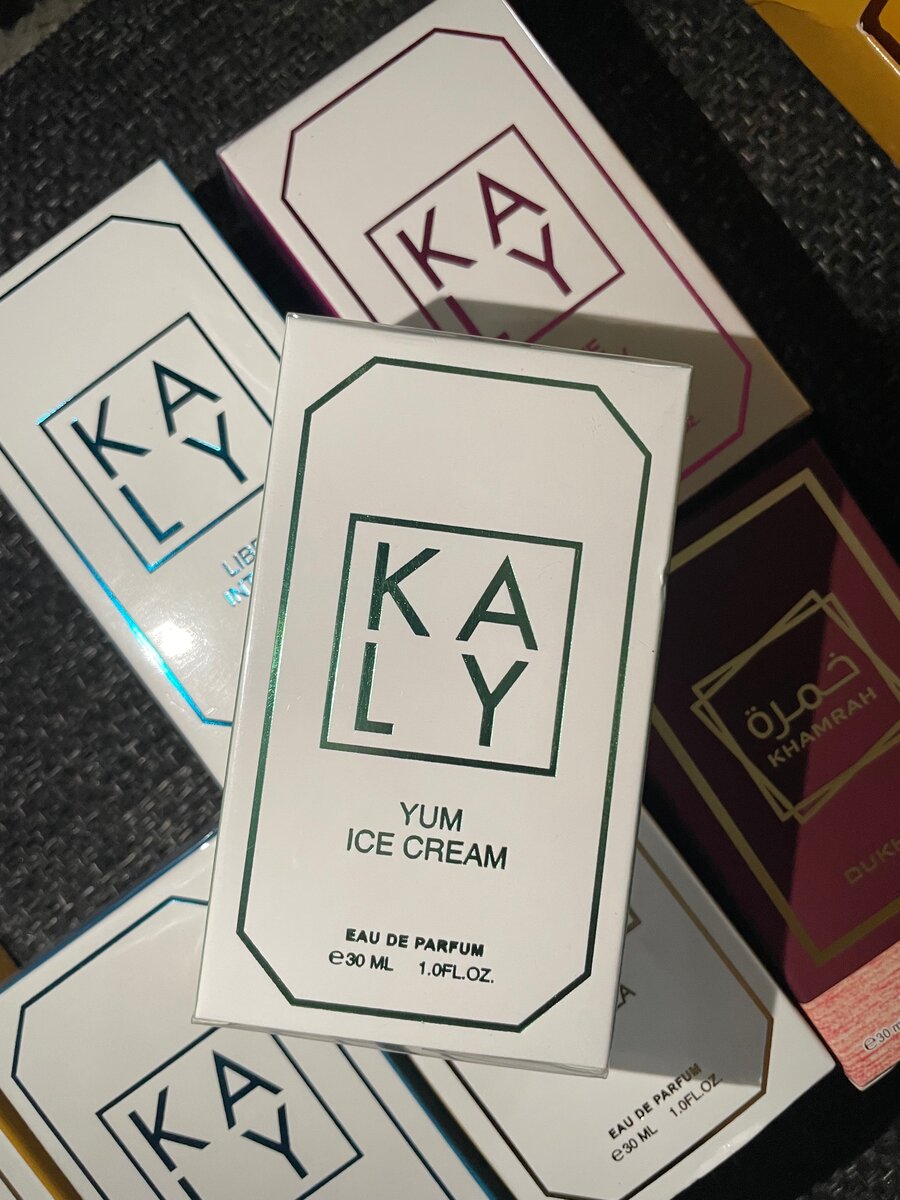 KA
LY
YUM
ICE CREAM
EAU DE PARFUM
℮30 ML 1.0FL.OZ.
KA
LY
KA
LY
خمرة
KHAMRAH
KA
Y
EAU DE PARFUM
℮30 ML 1.0FL.OZ.
℮30 m